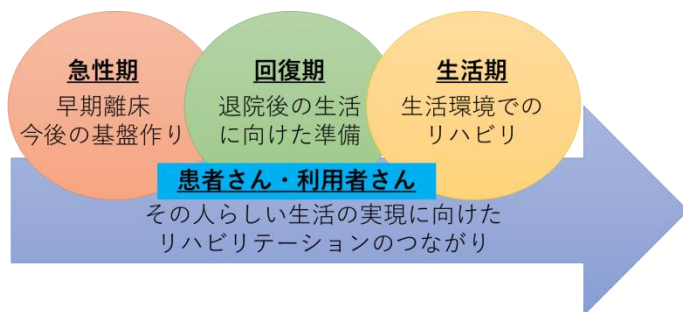 急性期
早期離床
今後の基盤作り
回復期
退院後の生活
に向けた準備
生活期
生活環境での
リハビリ
患者さん・利用者さん
その人らしい生活の実現に向けた
リハビリテーションのつながり